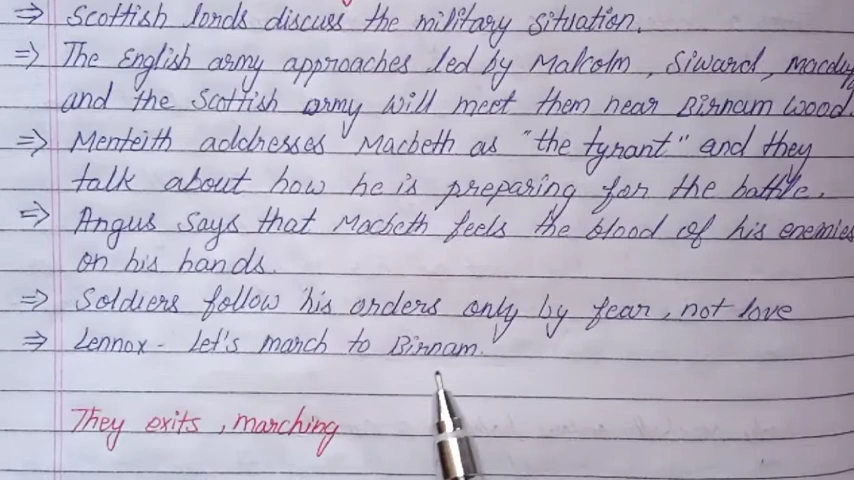 ⇒ Scottish lords discuss the military situation.
⇒ The English army approaches led by Malcolm, Siward, Macduff
and the Scottish army will meet them near Birnam Wood.
⇒ Menteith addresses Macbeth as "the tyrant" and they
talk about how he is preparing for the battle.
⇒ Angus says that Macbeth feels the blood of his enemies
on his hands.
⇒ Soldiers follow his orders only by fear, not love
⇒ Lennox - Let's march to Birnam.
They exits, marching